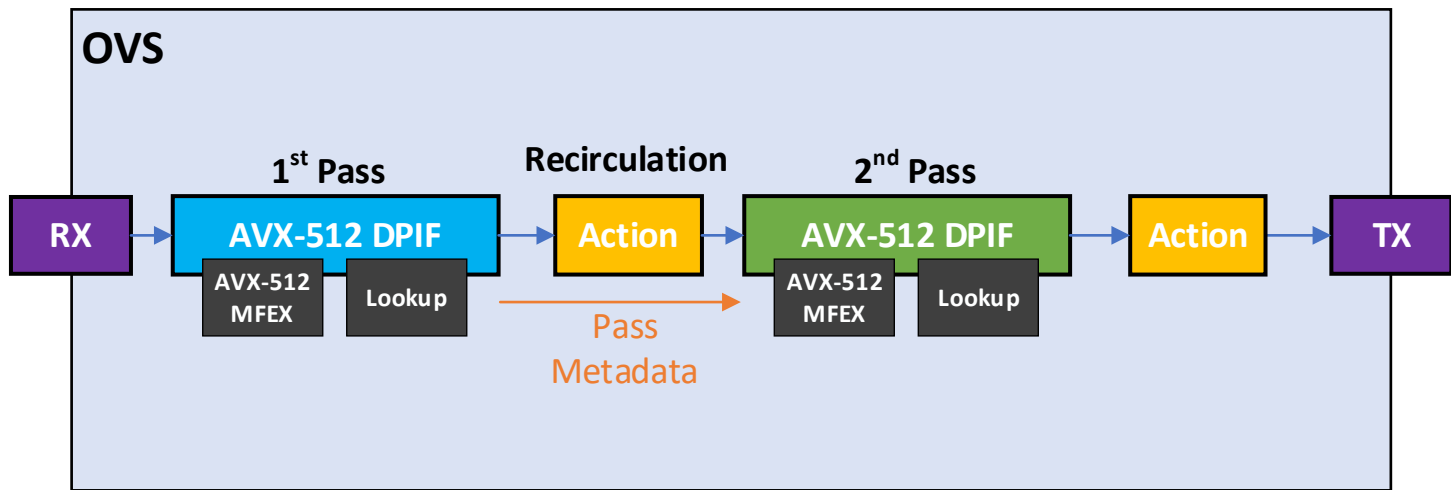 OVS
1st Pass
Recirculation
2nd Pass
RX
AVX-512 DPIF
Action
AVX-512 DPIF
Action
TX
AVX-512
MFEX
Lookup
AVX-512
MFEX
Lookup
Pass
Metadata